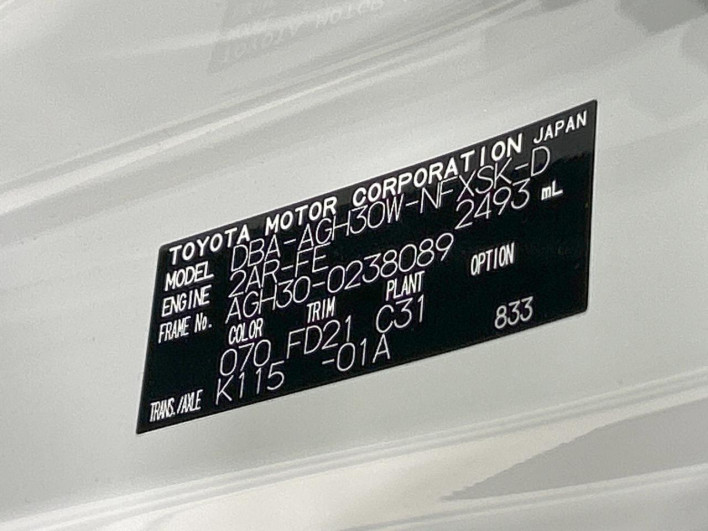 TOYOTA MOTOR CORPORATION JAPAN
MODEL DBA-AGH30W-NFXSK-D
ENGINE 2AR-FE 2493 mL
FRAME No. AGH30-0238089
COLOR TRIM PLANT OPTION
070 FD21 C31 833
TRANS./AXLE K115 -01A